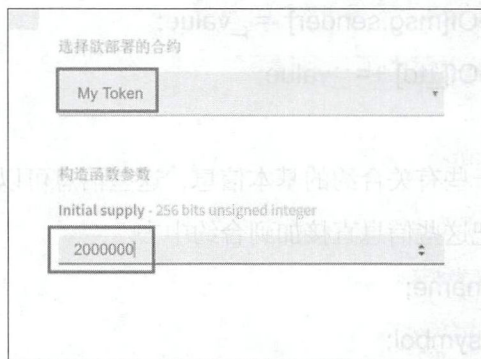 选择欲部署的合约
My Token
构造函数参数
Initial supply - 256 bits unsigned integer
2000000